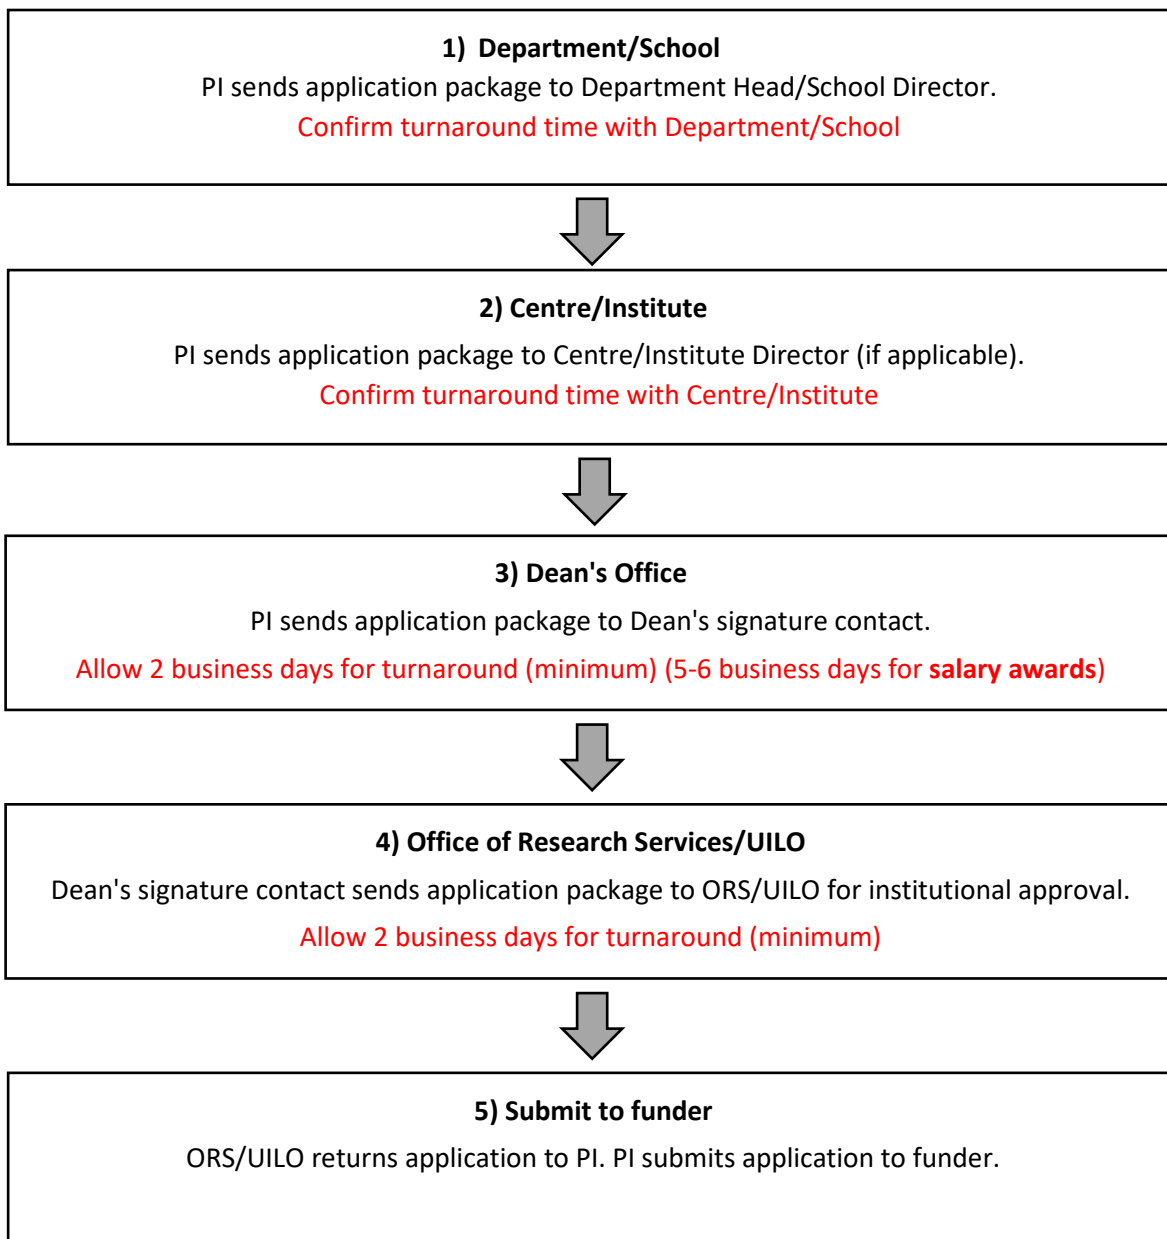 1) Department/School
PI sends application package to Department Head/School Director.
Confirm turnaround time with Department/School
2) Centre/Institute
PI sends application package to Centre/Institute Director (if applicable).
Confirm turnaround time with Centre/Institute
3) Dean's Office
PI sends application package to Dean's signature contact.
Allow 2 business days for turnaround (minimum) (5-6 business days for salary awards)
4) Office of Research Services/UILO
Dean's signature contact sends application package to ORS/UILO for institutional approval.
Allow 2 business days for turnaround (minimum)
5) Submit to funder
ORS/UILO returns application to PI. PI submits application to funder.